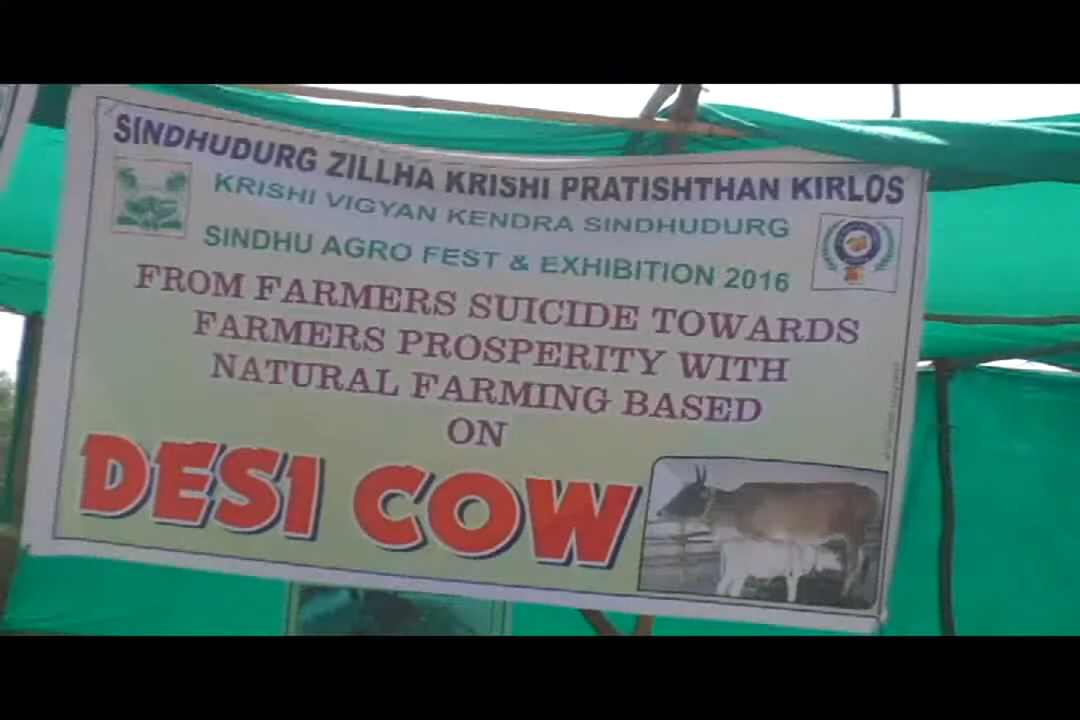 SINDHUDURG ZILLHA KRISHI PRATISHTHAN KIRLOS
KRISHI VIGYAN KENDRA SINDHUDURG
SINDHU AGRO FEST & EXHIBITION 2016
FROM FARMERS SUICIDE TOWARDS
FARMERS PROSPERITY WITH
NATURAL FARMING BASED
ON
DESI COW